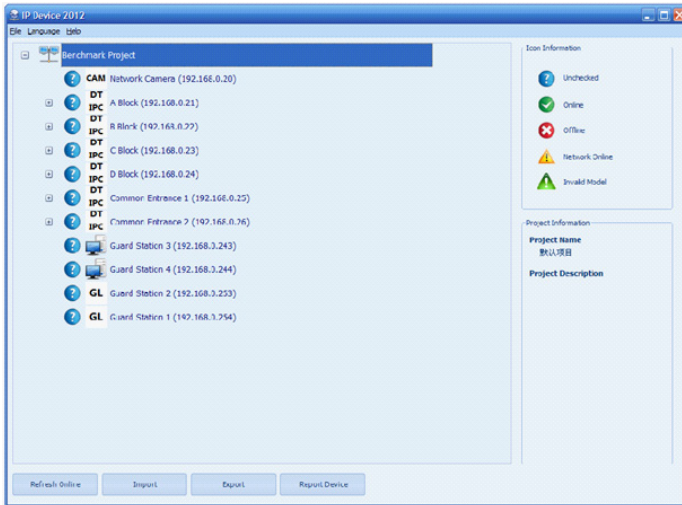 IP Device 2012
File Language Help
Benchmark Project
CAM Network Camera (192.168.0.20)
DT IPC A Block (192.168.0.21)
DT IPC B Block (192.168.0.22)
DT IPC C Block (192.168.0.23)
DT IPC D Block (192.168.0.24)
DT IPC Common Entrance 1 (192.168.0.25)
DT IPC Common Entrance 2 (192.168.0.26)
Guard Station 3 (192.168.0.243)
Guard Station 4 (192.168.0.244)
GL Guard Station 2 (192.168.0.253)
GL Guard Station 1 (192.168.0.254)
Refresh Online Import Export Report Device
Icon Information
Unchecked
Online
Offline
Network Online
Invalid Model
Project Information
Project Name
默认项目
Project Description